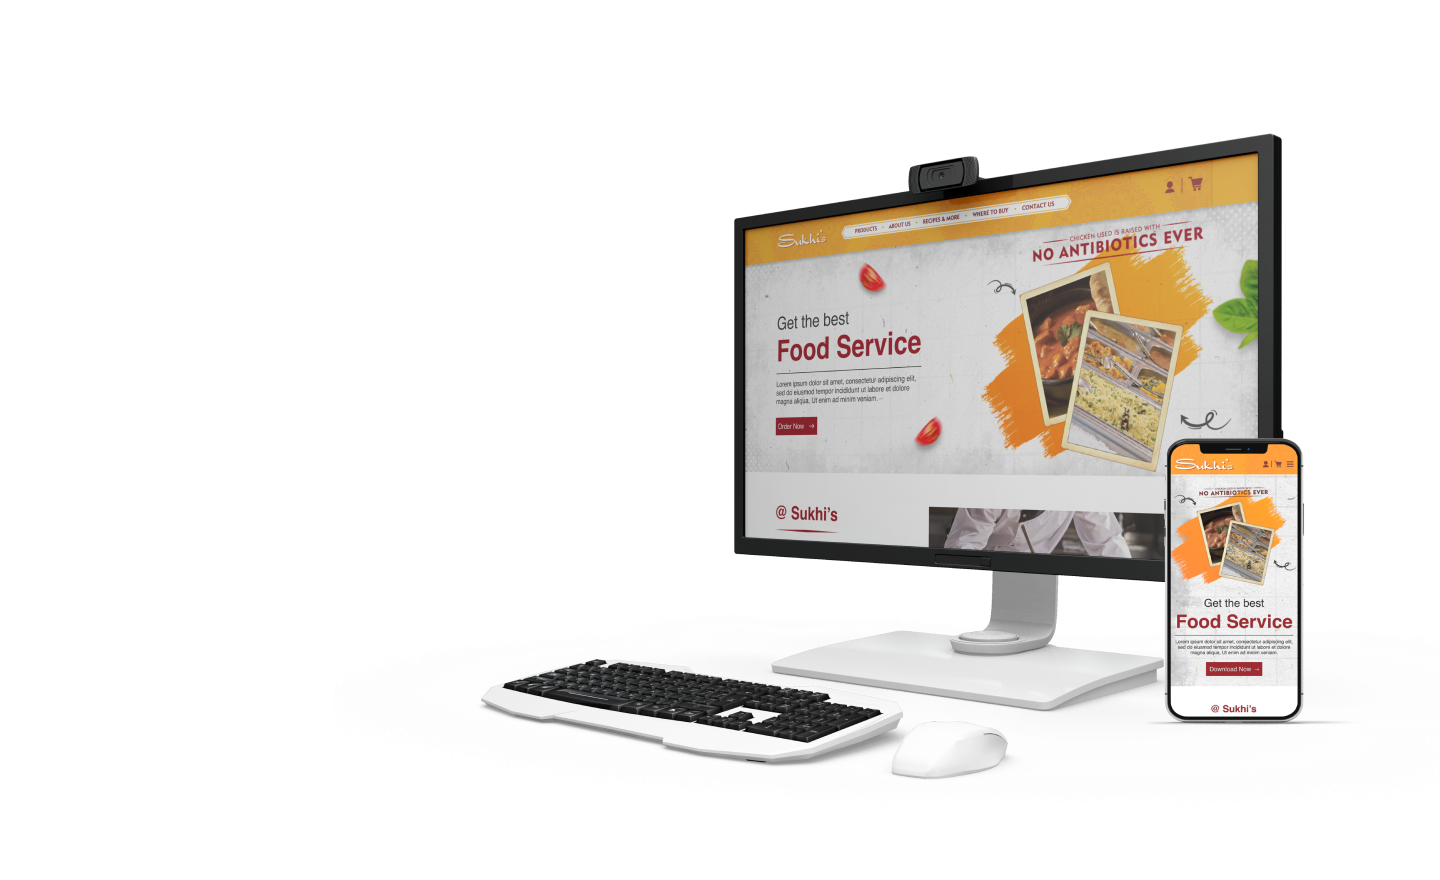 Sukhi's
PRODUCTS • ABOUT US • RECIPES & MORE • WHERE TO BUY • CONTACT US
CHICKEN USED IS RAISED WITH
NO ANTIBIOTICS EVER
Get the best
Food Service
Lorem ipsum dolor sit amet, consectetur adipiscing elit,
sed do eiusmod tempor incididunt ut labore et dolore
magna aliqua, Ut enim ad minim veniam.
Order Now →
@ Sukhi's
Sukhi's
CHICKEN USED IS RAISED WITH
NO ANTIBIOTICS EVER
Get the best
Food Service
Lorem ipsum dolor sit amet, consectetur adipiscing elit,
sed do eiusmod tempor incididunt ut labore et dolore
magna aliqua, Ut enim ad minim veniam.
Download Now →
@ Sukhi's